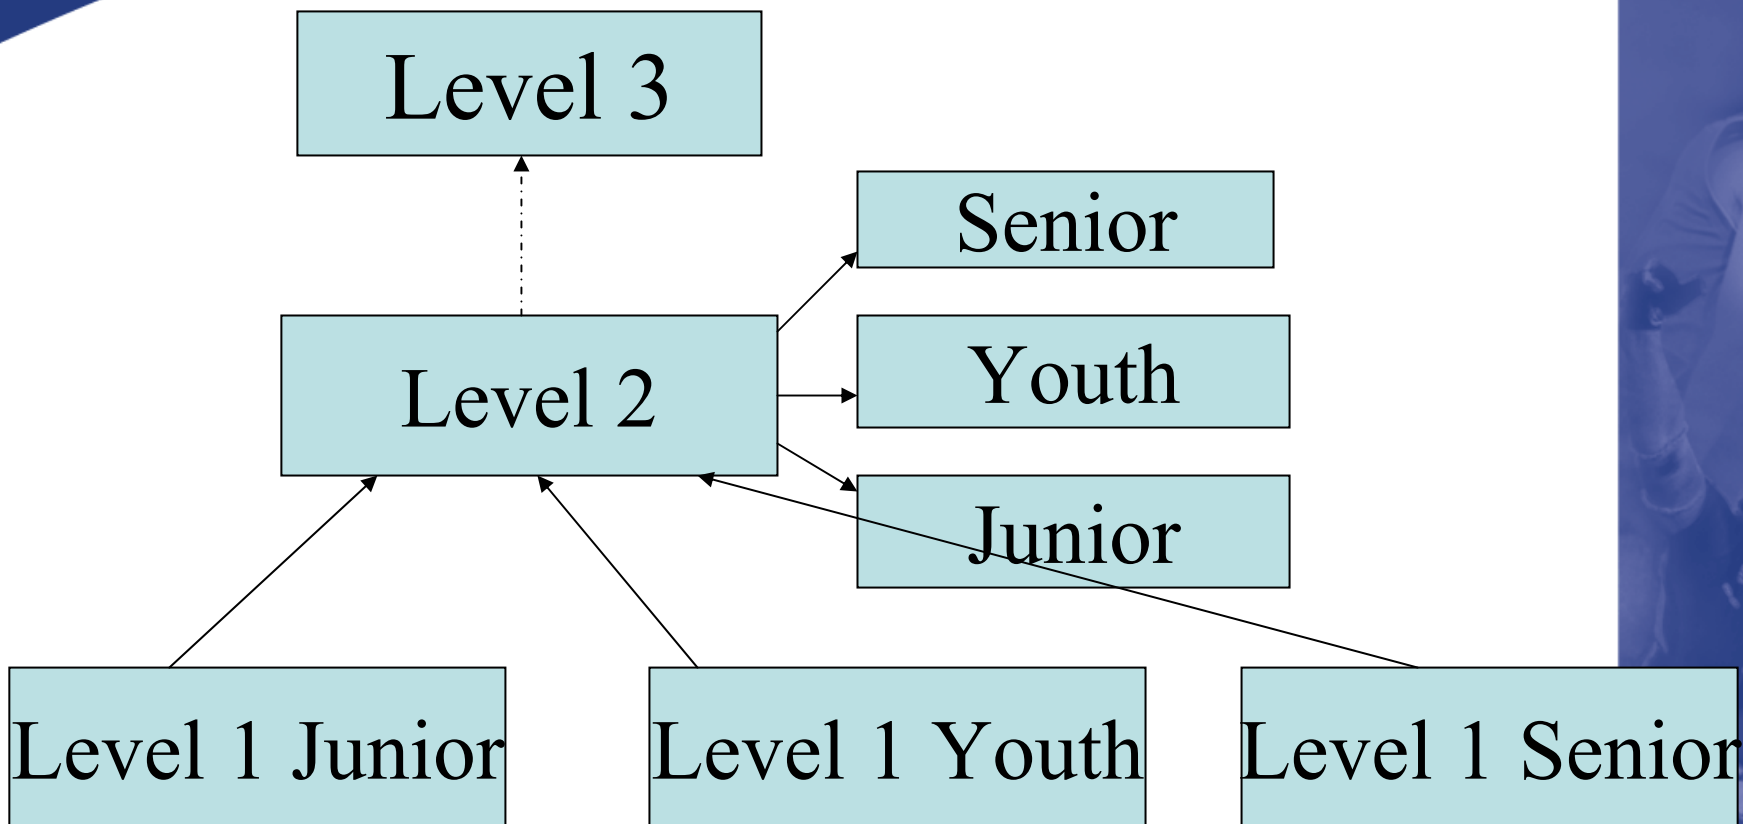 Level 3
Senior
Youth
Level 2
Junior
Level 1 Junior
Level 1 Youth
Level 1 Senior